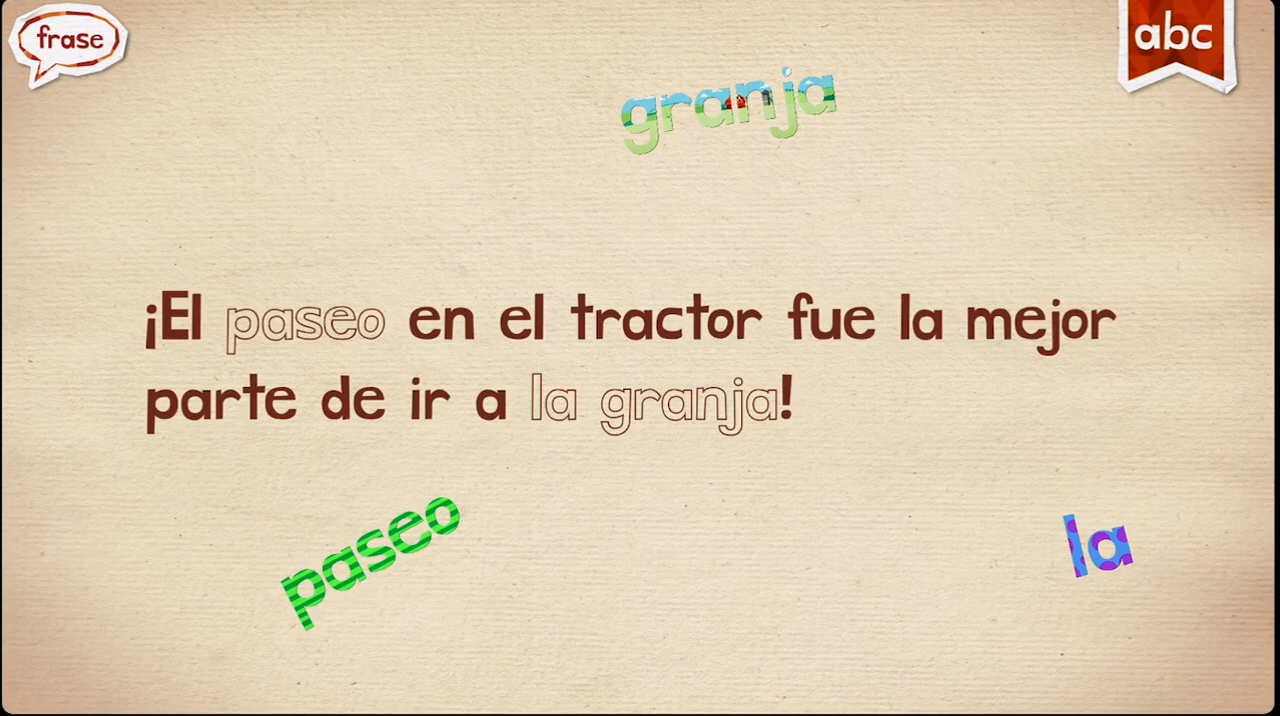 frase
abc
granja
¡El paseo en el tractor fue la mejor
parte de ir a la granja!
paseo
la